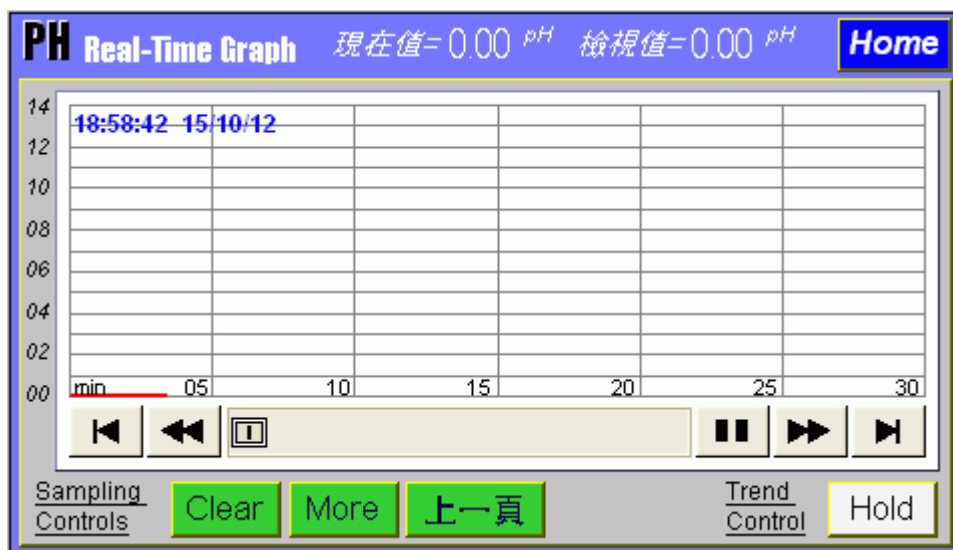 PH Real-Time Graph 現在值=0.00 pH 檢視值=0.00 pH Home
14
18:58:42 15/10/12
12
10
08
06
04
02
00
min 05 10 15 20 25 30
Sampling Controls
Clear
More
上一頁
Trend Control
Hold